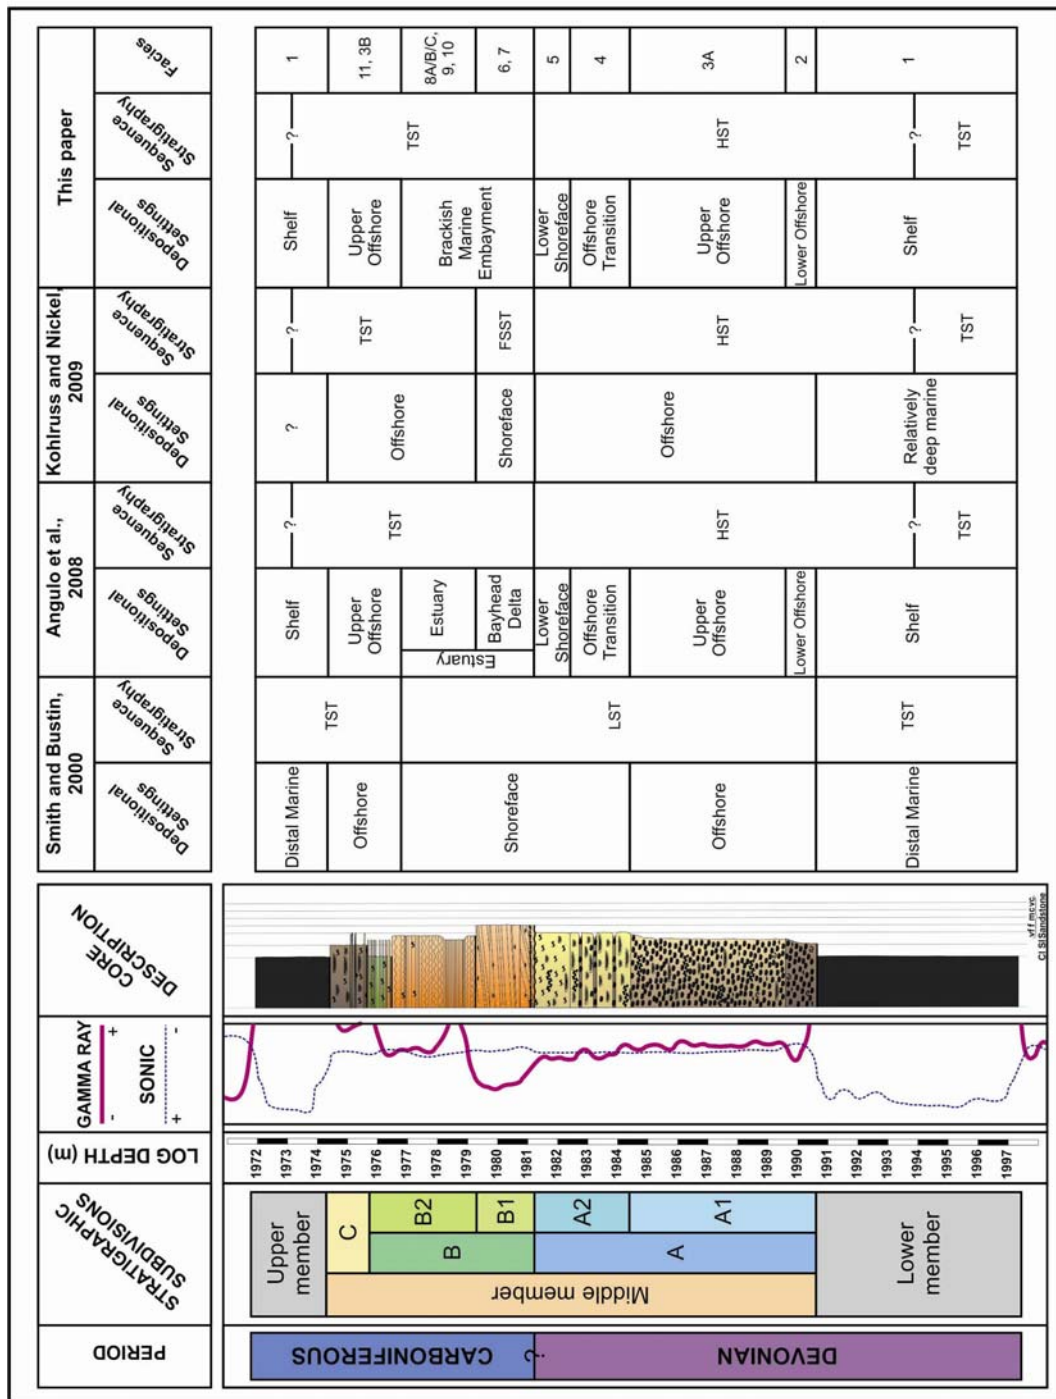 PERIOD
STRATIGRAPHIC
SUBDIVISIONS
LOG DEPTH (m)
GAMMA RAY
- +
SONIC
+ -
CORE
DESCRIPTION
Smith and Bustin,
2000
Depositional
Settings
Sequence
Stratigraphy
Angulo et al.,
2008
Depositional
Settings
Sequence
Stratigraphy
Kohlruss and Nickel,
2009
Depositional
Settings
Sequence
Stratigraphy
This paper
Depositional
Settings
Sequence
Stratigraphy
Facies
CARBONIFEROUS
?
DEVONIAN
Upper
member
Middle member
Lower
member
C
B
A
B2
B1
A2
A1
1972
1973
1974
1975
1976
1977
1978
1979
1980
1981
1982
1983
1984
1985
1986
1987
1988
1989
1990
1991
1992
1993
1994
1995
1996
1997
vf f m c vc
Cl Sl Sandstone
Distal Marine
Offshore
Shoreface
Offshore
Distal Marine
TST
LST
TST
Shelf
Upper
Offshore
Estuary
Estuary
Bayhead
Delta
Lower
Shoreface
Offshore
Transition
Upper
Offshore
Lower Offshore
Shelf
?
TST
HST
?
TST
?
Offshore
Shoreface
Offshore
Relatively
deep marine
?
TST
FSST
HST
?
TST
Shelf
Upper
Offshore
Brackish
Marine
Embayment
Lower
Shoreface
Offshore
Transition
Upper
Offshore
Lower Offshore
Shelf
?
TST
HST
?
TST
1
11, 3B
8A/B/C,
9, 10
6, 7
5
4
3A
2
1